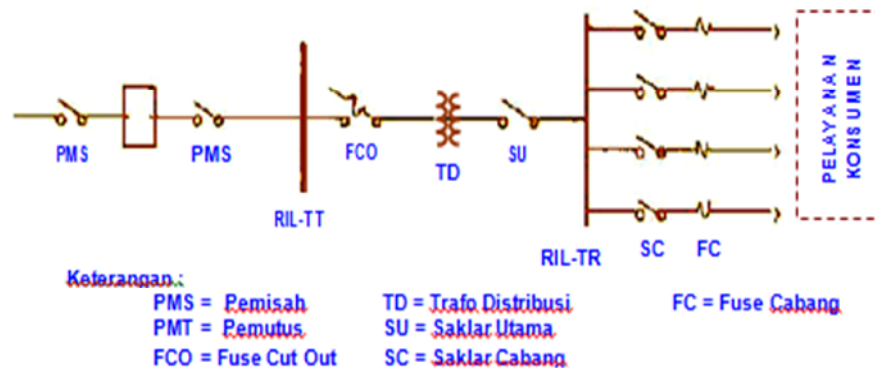 PMS
PMS
RIL-TT
FCO
TD
SU
RIL-TR
SC
FC
PELAYANAN
KONSUMEN
Keterangan :
PMS = Pemisah
PMT = Pemutus
FCO = Fuse Cut Out
TD = Trafo Distribusi
SU = Saklar Utama
SC = Saklar Cabang
FC = Fuse Cabang